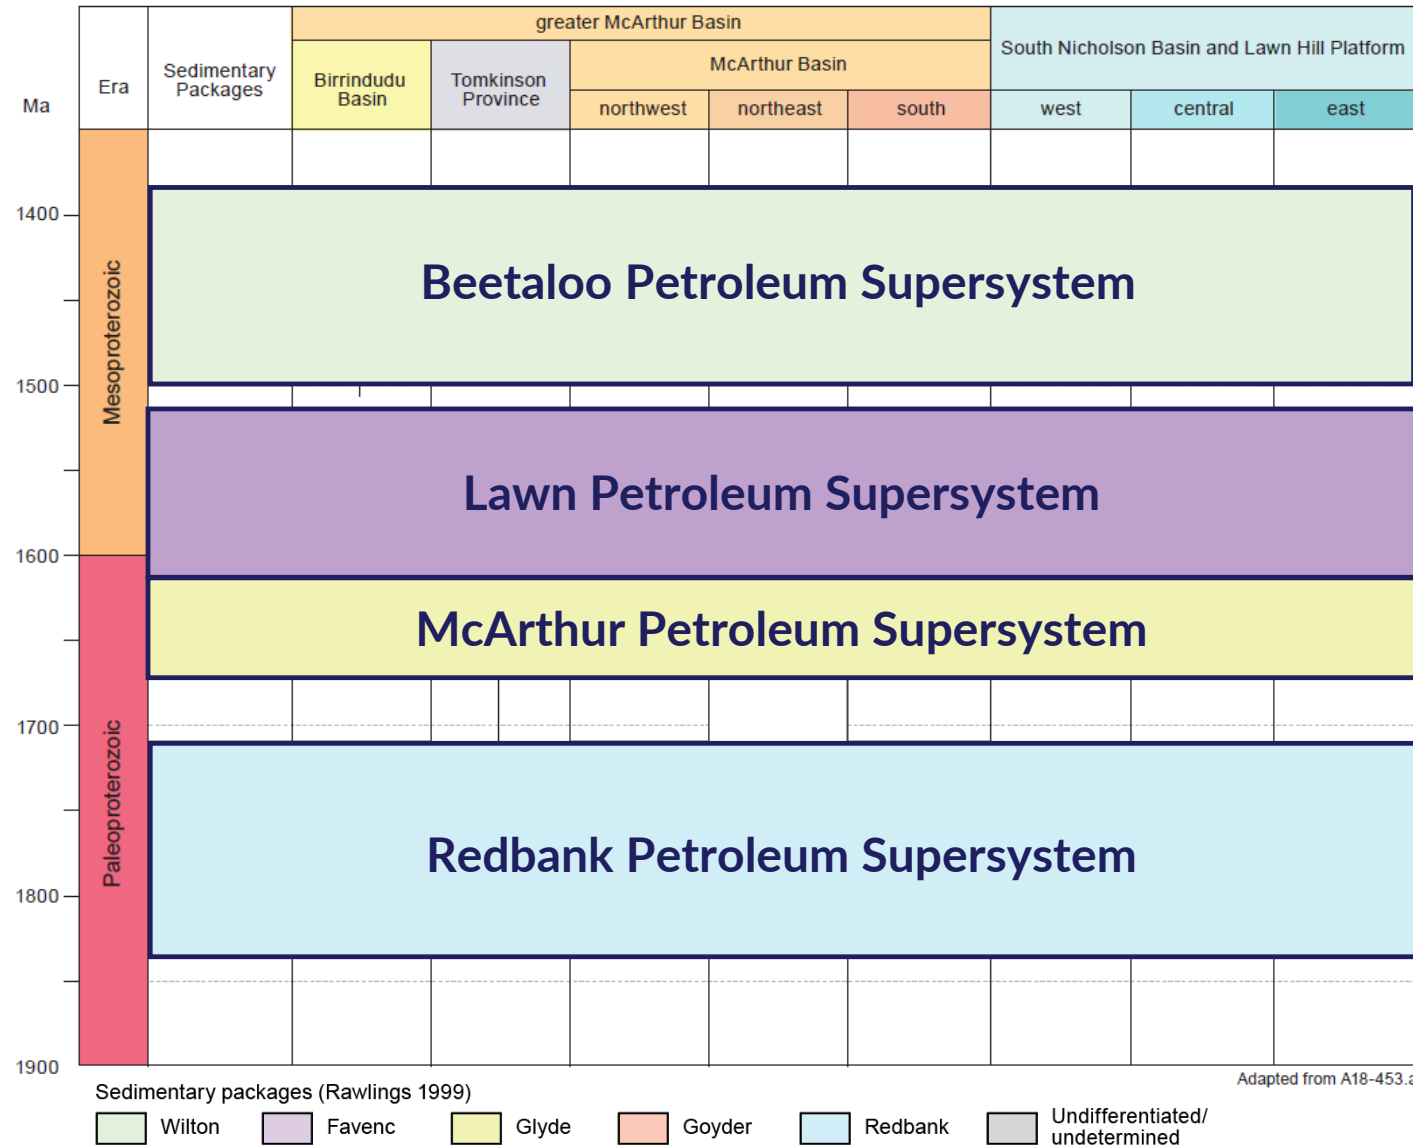 greater McArthur Basin
South Nicholson Basin and Lawn Hill Platform
Ma
Era
Sedimentary
Packages
Birrindudu
Basin
Tomkinson
Province
McArthur Basin
northwest
northeast
south
west
central
east
1400
1500
1600
1700
1800
1900
Mesoproterozoic
Paleoproterozoic
Beetaloo Petroleum Supersystem
Lawn Petroleum Supersystem
McArthur Petroleum Supersystem
Redbank Petroleum Supersystem
Adapted from A18-453.a
Sedimentary packages (Rawlings 1999)
Wilton
Favenc
Glyde
Goyder
Redbank
Undifferentiated/
undetermined